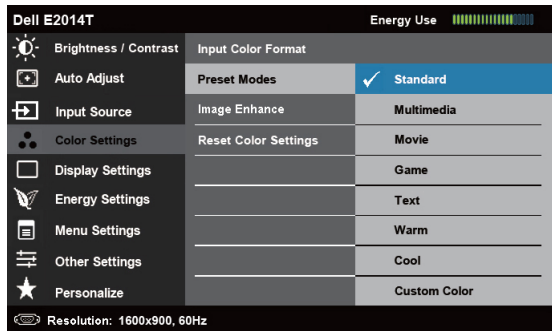 Dell E2014T
Energy Use
Brightness / Contrast
Auto Adjust
Input Source
Color Settings
Display Settings
Energy Settings
Menu Settings
Other Settings
Personalize
Input Color Format
Preset Modes
Image Enhance
Reset Color Settings
Standard
Multimedia
Movie
Game
Text
Warm
Cool
Custom Color
Resolution: 1600x900, 60Hz